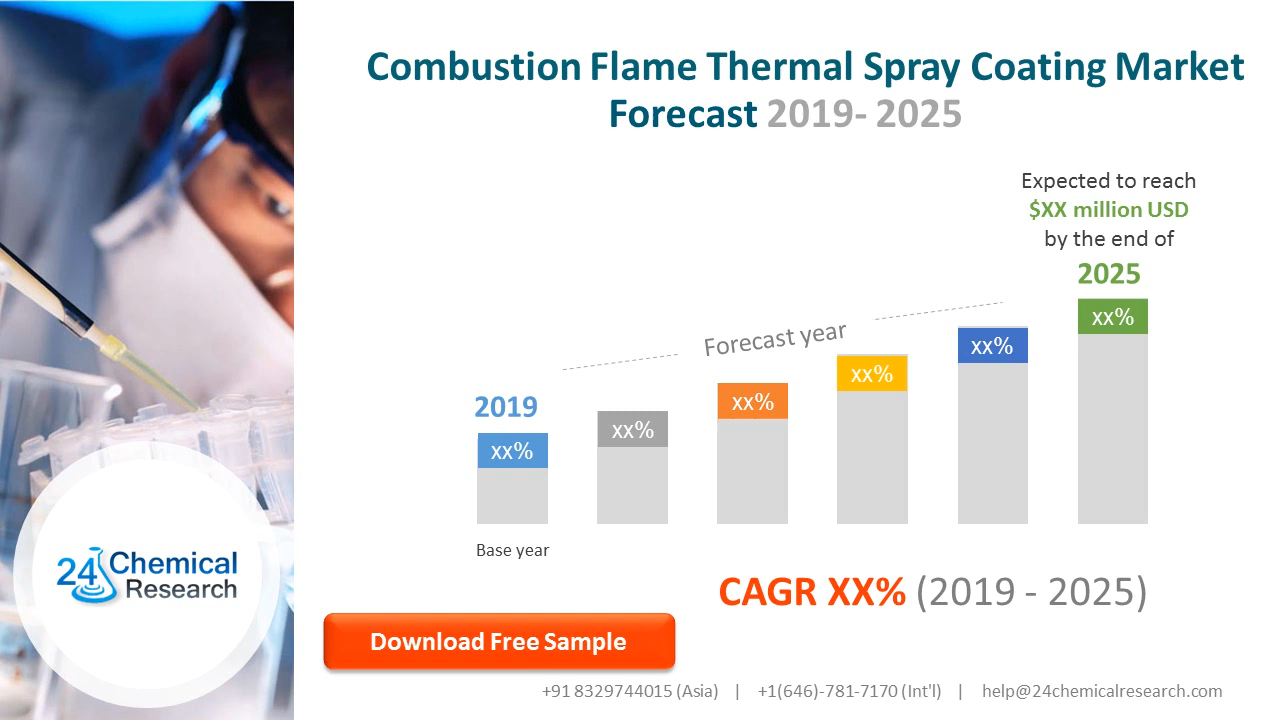 Combustion Flame Thermal Spray Coating Market
Forecast 2019- 2025
Expected to reach
$XX million USD
by the end of
2025
xx%
Forecast year
xx%
xx%
xx%
2019
xx%
xx%
Base year
24 Chemical
Research
CAGR XX% (2019 - 2025)
Download Free Sample
+91 8329744015 (Asia) | +1(646)-781-7170 (Int'l) | help@24chemicalresearch.com